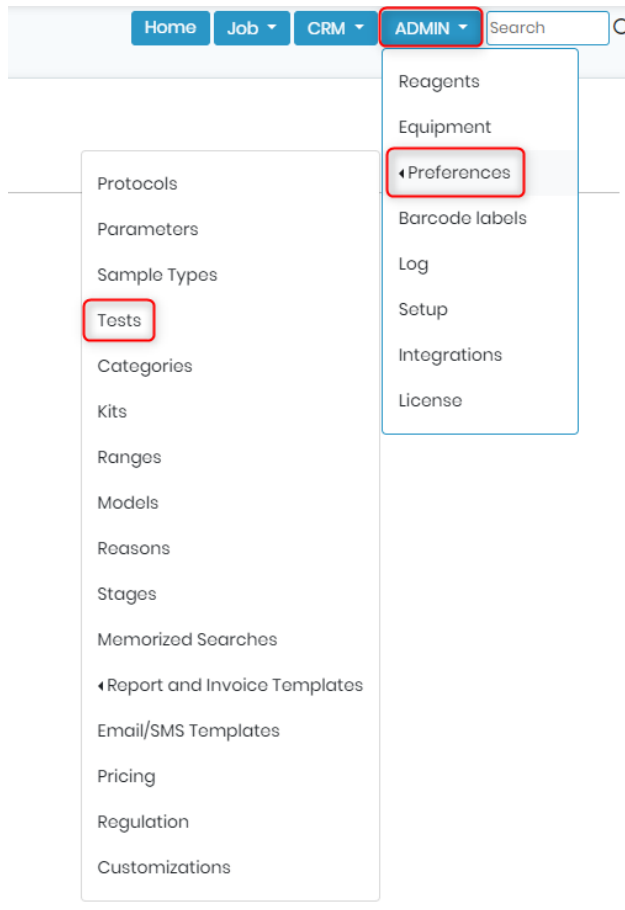 Home Job CRM ADMIN Search
Reagents
Equipment
Preferences
Barcode labels
Log
Setup
Integrations
License
Protocols
Parameters
Sample Types
Tests
Categories
Kits
Ranges
Models
Reasons
Stages
Memorized Searches
Report and Invoice Templates
Email/SMS Templates
Pricing
Regulation
Customizations